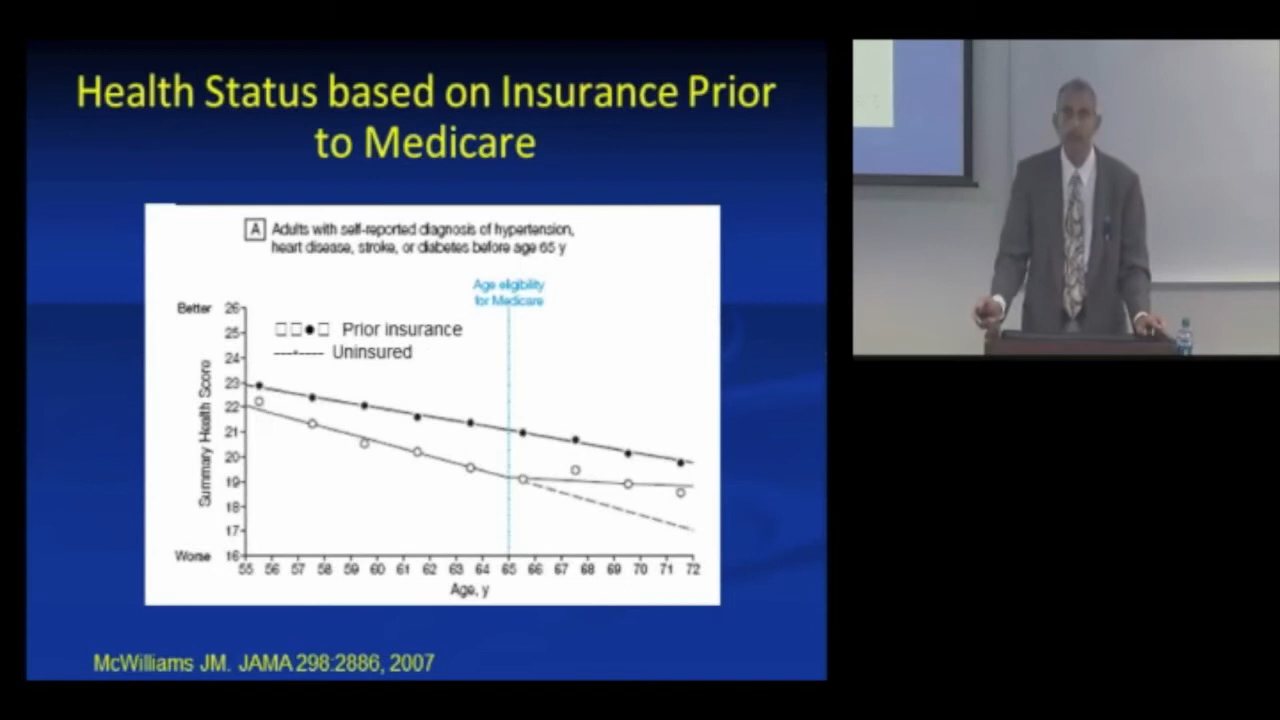 Health Status based on Insurance Prior
to Medicare
A Adults with self-reported diagnosis of hypertension,
heart disease, stroke, or diabetes before age 65 y
Age eligibility
for Medicare
Better
26
25
24
23
22
21
20
19
18
17
16
Worse
Summary Health Score
Prior insurance
Uninsured
55 56 57 58 59 60 61 62 63 64 65 66 67 68 69 70 71 72
Age, y
McWilliams JM. JAMA 298:2886, 2007